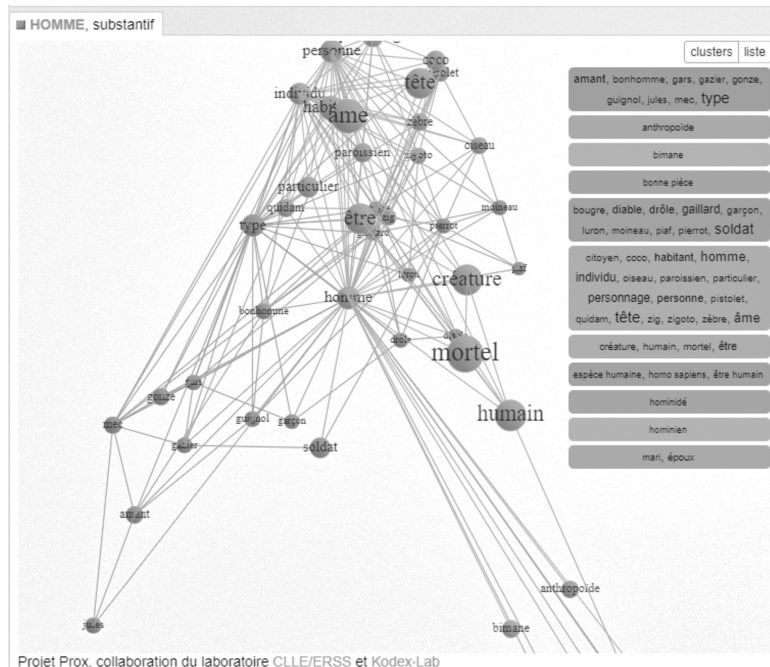 HOMME, substantif
clusters liste
personne
coco
tête
individu
âme
zèbre
ciseau
paroissien
zigoto
particulier
quidam
être
zig
moineau
type
pierrot
luron
créature
homme
bonhomme
drôle
mortel
gonze
humain
mec
guignol
garçon
gazier
soldat
amant
anthropoïde
bimane
jules
amant, bonhomme, gars, gazier, gonze,
guignol, jules, mec, type
anthropoïde
bimane
bonne pièce
bougre, diable, drôle, gaillard, garçon,
luron, moineau, piaf, pierrot, soldat
citoyen, coco, habitant, homme,
individu, oiseau, paroissien, particulier,
personnage, personne, pistolet,
quidam, tête, zig, zigoto, zèbre, âme
créature, humain, mortel, être
espèce humaine, homo sapiens, être humain
hominidé
hominien
mari, époux
Projet Prox, collaboration du laboratoire CLLE/ERSS et Kodex-Lab